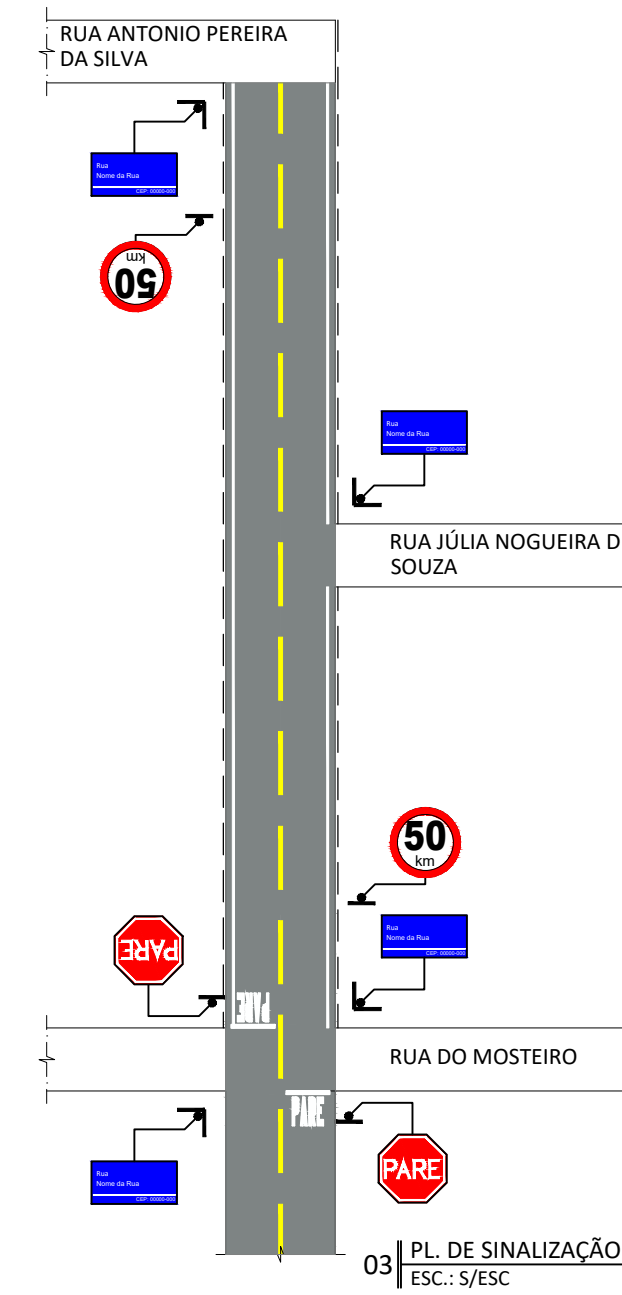 RUA ANTONIO PEREIRA
DA SILVA
Rua
Nome da Rua
CEP: 00000-000
50
km
Rua
Nome da Rua
CEP: 00000-000
RUA JÚLIA NOGUEIRA D
SOUZA
50
km
Rua
Nome da Rua
CEP: 00000-000
PARE
PARE
RUA DO MOSTEIRO
PARE
PARE
Rua
Nome da Rua
CEP: 00000-000
03
PL. DE SINALIZAÇÃO
ESC.: S/ESC